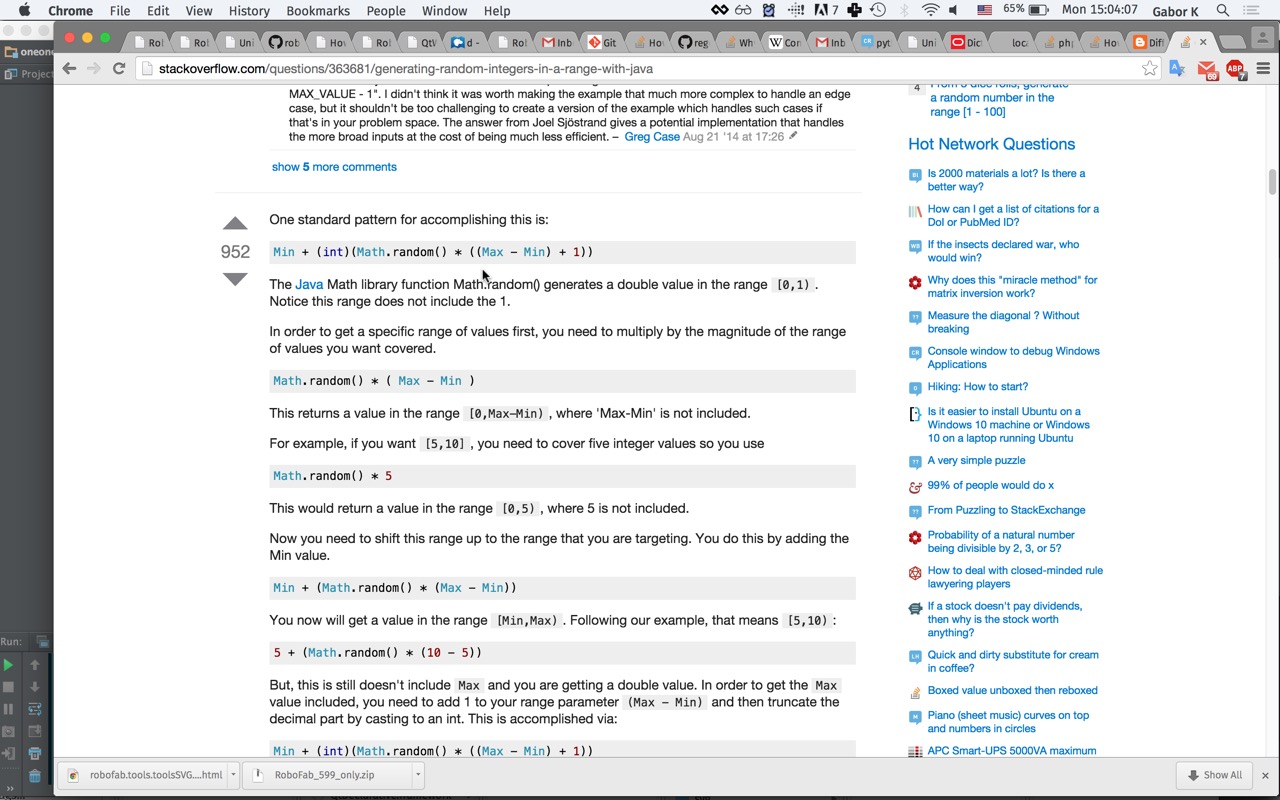 Chrome File Edit View History Bookmarks People Window Help 7 65% Mon 15:04:07 Gabor K
oneone
Project
Rol Rol Uni rob Hov Rol QtV d - Rol Inb Git Ho reg Wh Con Inb pyt Uni Dic loca ph Ho Difi
stackoverflow.com/questions/363681/generating-random-integers-in-a-range-with-java
69 7
MAX_VALUE - 1". I didn't think it was worth making the example that much more complex to handle an edge
case, but it shouldn't be too challenging to create a version of the example which handles such cases if
that's in your problem space. The answer from Joel Sjöstrand gives a potential implementation that handles
the more broad inputs at the cost of being much less efficient. – Greg Case Aug 21 '14 at 17:26
show 5 more comments
952
One standard pattern for accomplishing this is:
Min + (int)(Math.random() * ((Max - Min) + 1))
The Java Math library function Math.random() generates a double value in the range [0,1) .
Notice this range does not include the 1.
In order to get a specific range of values first, you need to multiply by the magnitude of the range
of values you want covered.
Math.random() * ( Max - Min )
This returns a value in the range [0,Max-Min) , where 'Max-Min' is not included.
For example, if you want [5,10] , you need to cover five integer values so you use
Math.random() * 5
This would return a value in the range [0,5) , where 5 is not included.
Now you need to shift this range up to the range that you are targeting. You do this by adding the
Min value.
Min + (Math.random() * (Max - Min))
You now will get a value in the range [Min,Max) . Following our example, that means [5,10) :
5 + (Math.random() * (10 - 5))
But, this is still doesn't include Max and you are getting a double value. In order to get the Max
value included, you need to add 1 to your range parameter (Max - Min) and then truncate the
decimal part by casting to an int. This is accomplished via:
Min + (int)(Math.random() * ((Max - Min) + 1))
4 From 3 dice rolls, generate
a random number in the
range [1 - 100]
Hot Network Questions
Is 2000 materials a lot? Is there a
better way?
How can I get a list of citations for a
DoI or PubMed ID?
If the insects declared war, who
would win?
Why does this "miracle method" for
matrix inversion work?
Measure the diagonal ? Without
breaking
Console window to debug Windows
Applications
Hiking: How to start?
Is it easier to install Ubuntu on a
Windows 10 machine or Windows
10 on a laptop running Ubuntu
A very simple puzzle
99% of people would do x
From Puzzling to StackExchange
Probability of a natural number
being divisible by 2, 3, or 5?
How to deal with closed-minded rule
lawyering players
If a stock doesn't pay dividends,
then why is the stock worth
anything?
Quick and dirty substitute for cream
in coffee?
Boxed value unboxed then reboxed
Piano (sheet music) curves on top
and numbers in circles
APC Smart-UPS 5000VA maximum
Run:
robofab.tools.toolsSVG....html RoboFab_599_only.zip Show All